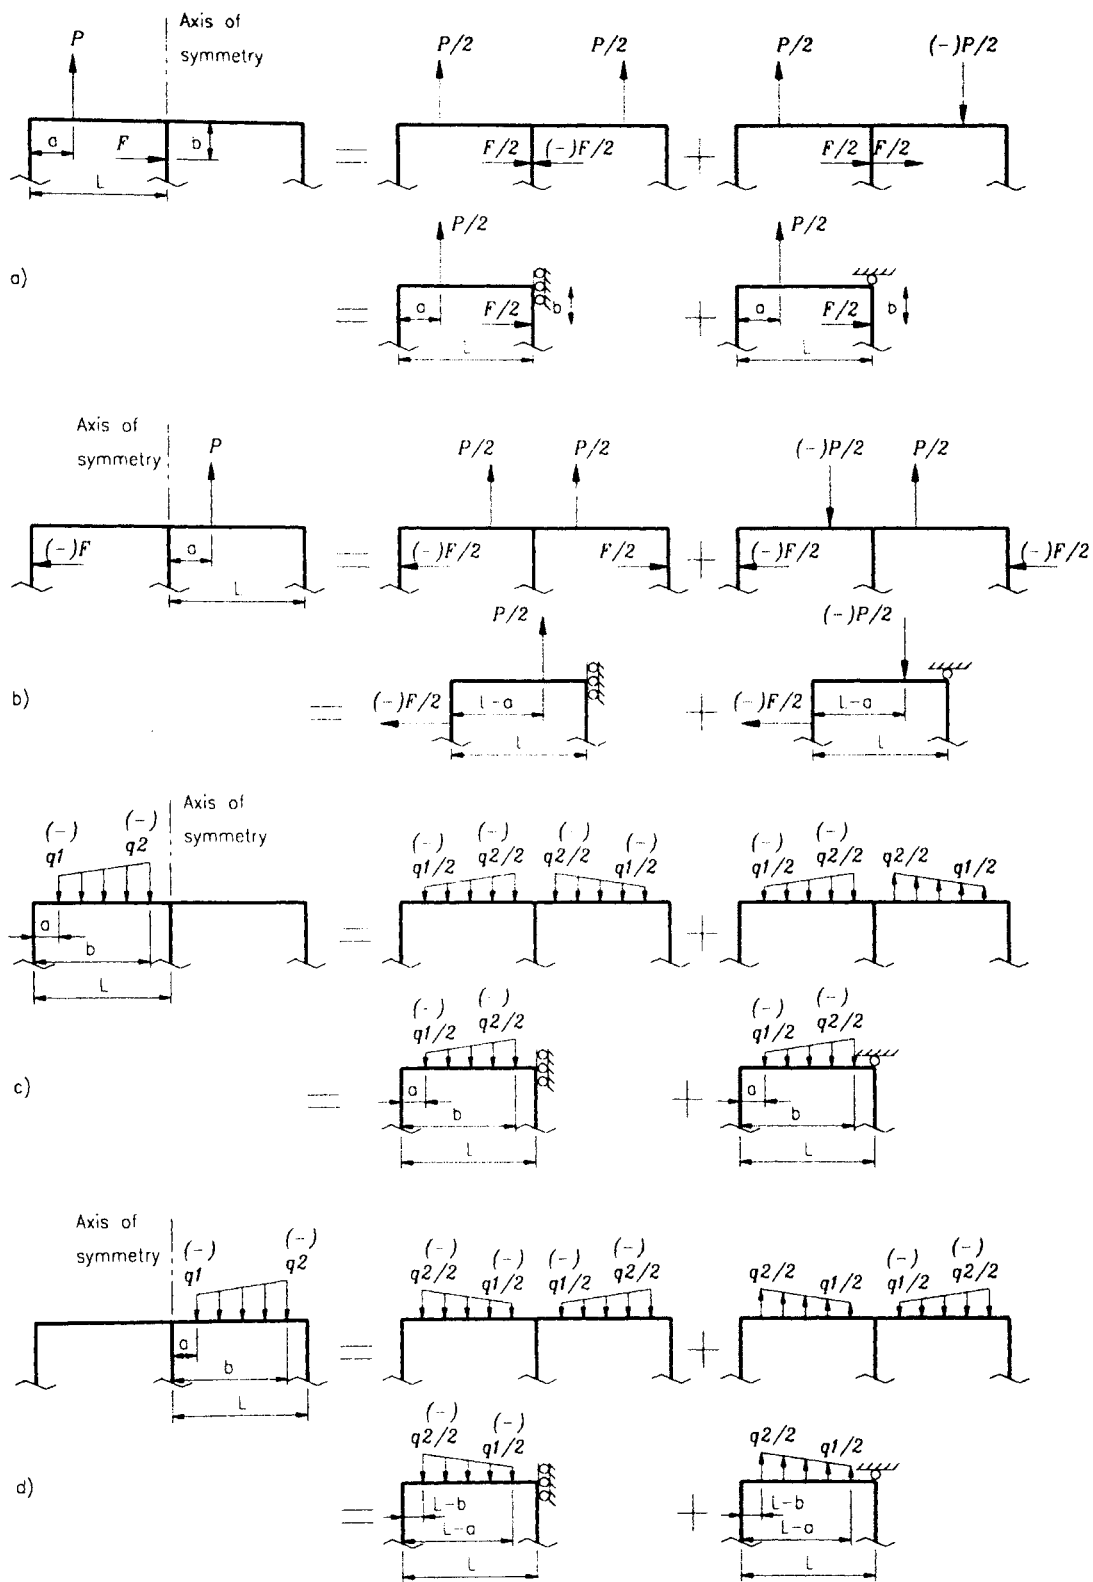 P
Axis of
symmetry
P/2
P/2
P/2
(-)P/2
a
F
b
L
F/2
(-)F/2
F/2
F/2
P/2
P/2
a)
a
F/2
b
L
a
F/2
b
L
Axis of
symmetry
P
P/2
P/2
(-)P/2
P/2
(-)F
a
L
(-)F/2
F/2
(-)F/2
(-)F/2
P/2
(-)P/2
b)
(-)F/2
L-a
L
(-)F/2
L-a
L
Axis of
symmetry
(-)
q1
(-)
q2
(-)
q1/2
(-)
q2/2
(-)
q2/2
(-)
q1/2
(-)
q1/2
(-)
q2/2
q2/2
q1/2
a
b
L
(-)
q1/2
(-)
q2/2
(-)
q1/2
(-)
q2/2
c)
a
b
L
a
b
L
Axis of
symmetry
(-)
q1
(-)
q2
(-)
q2/2
(-)
q1/2
(-)
q1/2
(-)
q2/2
q2/2
q1/2
(-)
q1/2
(-)
q2/2
a
b
L
(-)
q2/2
(-)
q1/2
q2/2
q1/2
d)
L-b
L-a
L
L-b
L-a
L